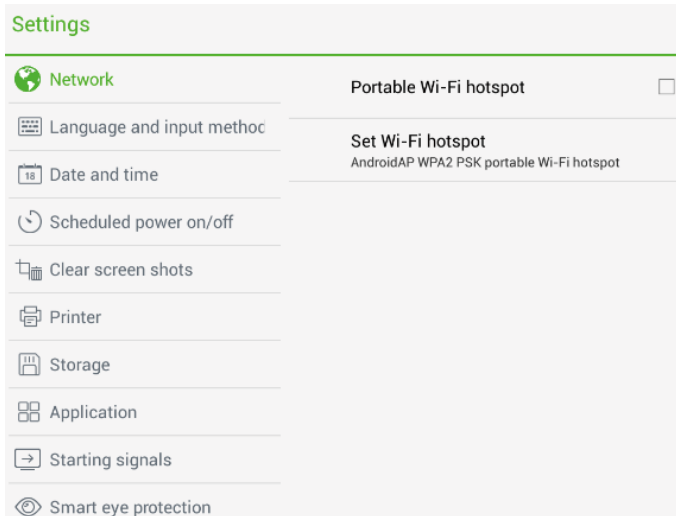 Settings
Network
Language and input method
Date and time
Scheduled power on/off
Clear screen shots
Printer
Storage
Application
Starting signals
Smart eye protection
Portable Wi-Fi hotspot
Set Wi-Fi hotspot
AndroidAP WPA2 PSK portable Wi-Fi hotspot